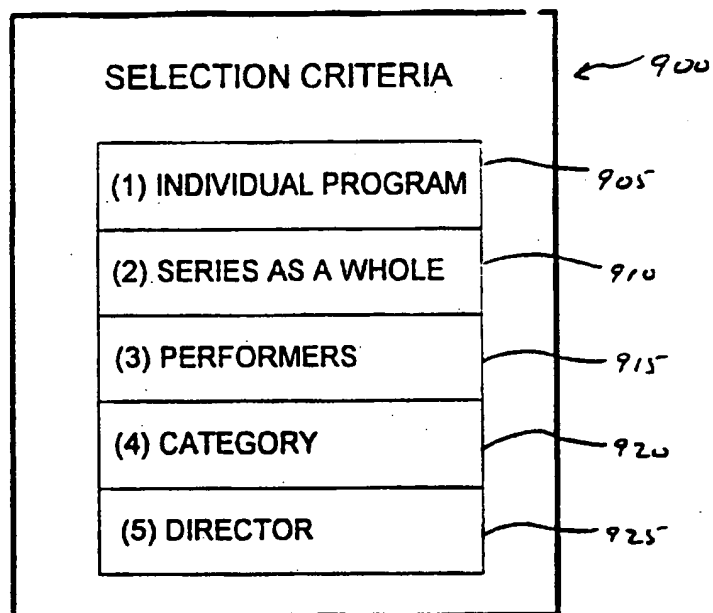 SELECTION CRITERIA
900
(1) INDIVIDUAL PROGRAM
905
(2) SERIES AS A WHOLE
910
(3) PERFORMERS
915
(4) CATEGORY
920
(5) DIRECTOR
925